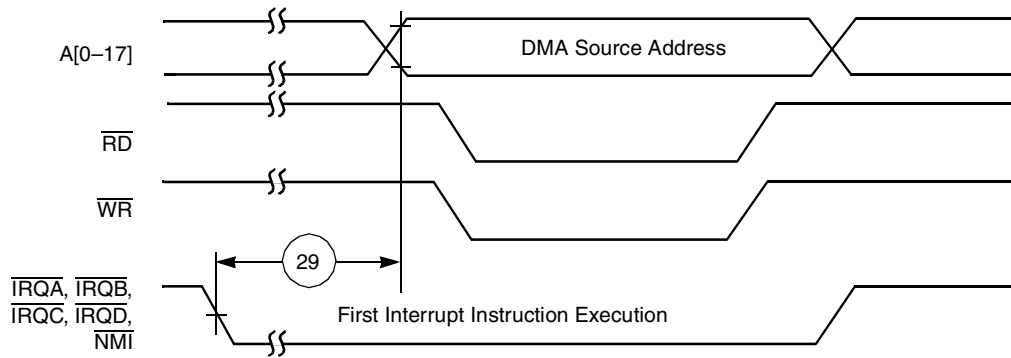 A[0–17]
DMA Source Address
RD
WR
29
IRQA, IRQB,
IRQC, IRQD,
NMI
First Interrupt Instruction Execution